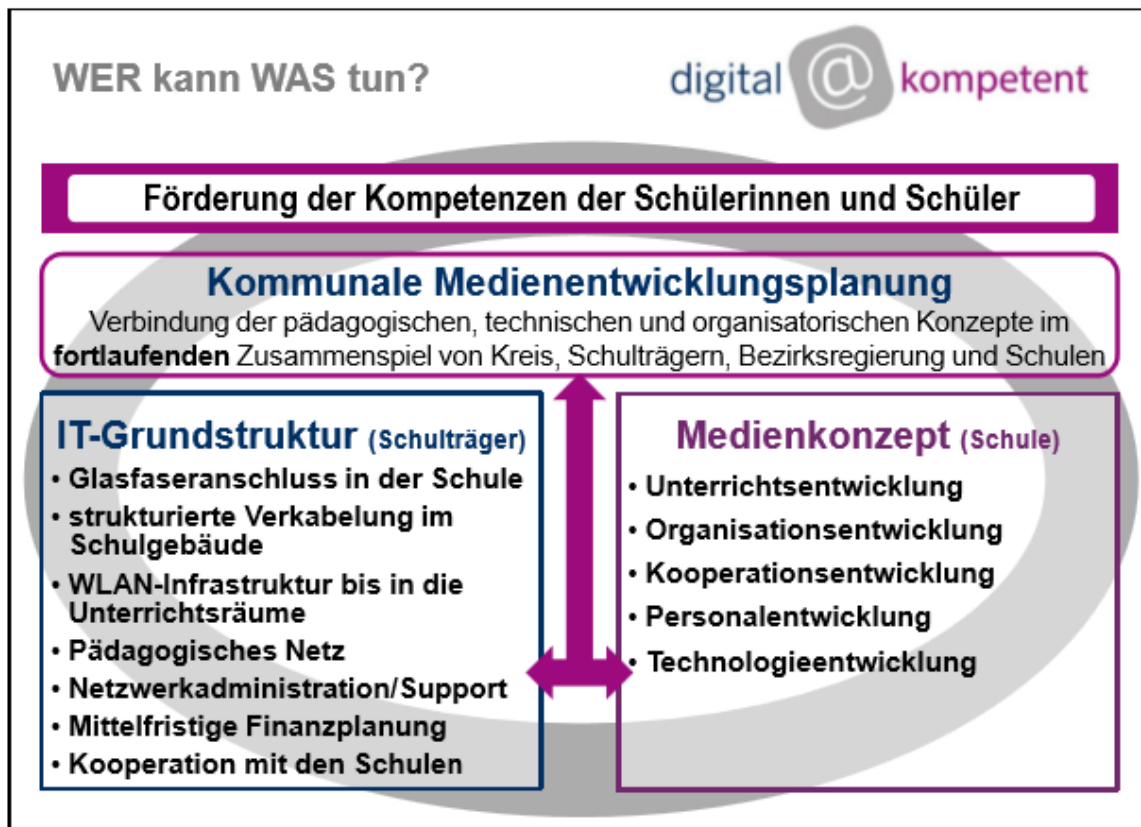 WER kann WAS tun?
digital @ kompetent
Förderung der Kompetenzen der Schülerinnen und Schüler
Kommunale Medienentwicklungsplanung
Verbindung der pädagogischen, technischen und organisatorischen Konzepte im
fortlaufenden Zusammenspiel von Kreis, Schulträgern, Bezirksregierung und Schulen
IT-Grundstruktur (Schulträger)
• Glasfaseranschluss in der Schule
• strukturierte Verkabelung im
Schulgebäude
• WLAN-Infrastruktur bis in die
Unterrichtsräume
• Pädagogisches Netz
• Netzwerkadministration/Support
• Mittelfristige Finanzplanung
• Kooperation mit den Schulen
Medienkonzept (Schule)
• Unterrichtsentwicklung
• Organisationsentwicklung
• Kooperationsentwicklung
• Personalentwicklung
• Technologieentwicklung